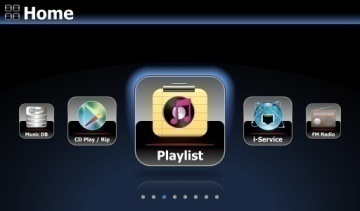 Home
Music DB
CD Play / Rip
Playlist
i-Service
FM Radio